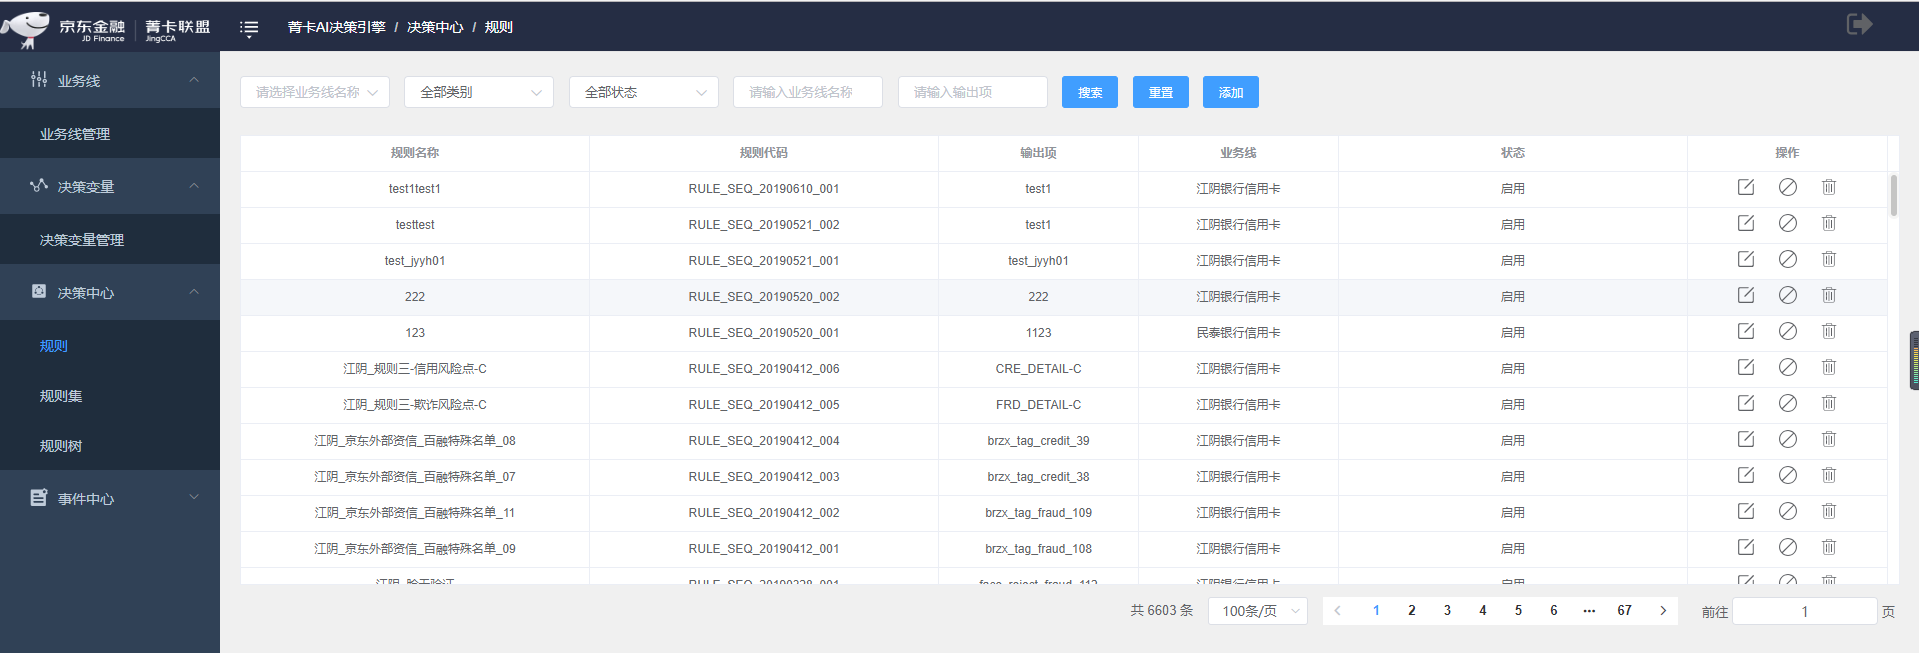 京东金融 JD Finance 菁卡联盟 JingCCA
菁卡AI决策引擎 / 决策中心 / 规则
业务线
业务线管理
决策变量
决策变量管理
决策中心
规则
规则集
规则树
事件中心
请选择业务线名称 全部类别 全部状态 请输入业务线名称 请输入输出项 搜索 重置 添加
规则名称 规则代码 输出项 业务线 状态 操作
test1test1 RULE_SEQ_20190610_001 test1 江阴银行信用卡 启用
testtest RULE_SEQ_20190521_002 test1 江阴银行信用卡 启用
test_jyyh01 RULE_SEQ_20190521_001 test_jyyh01 江阴银行信用卡 启用
222 RULE_SEQ_20190520_002 222 江阴银行信用卡 启用
123 RULE_SEQ_20190520_001 1123 民泰银行信用卡 启用
江阴_规则三-信用风险点-C RULE_SEQ_20190412_006 CRE_DETAIL-C 江阴银行信用卡 启用
江阴_规则三-欺诈风险点-C RULE_SEQ_20190412_005 FRD_DETAIL-C 江阴银行信用卡 启用
江阴_京东外部资信_百融特殊名单_08 RULE_SEQ_20190412_004 brzx_tag_credit_39 江阴银行信用卡 启用
江阴_京东外部资信_百融特殊名单_07 RULE_SEQ_20190412_003 brzx_tag_credit_38 江阴银行信用卡 启用
江阴_京东外部资信_百融特殊名单_11 RULE_SEQ_20190412_002 brzx_tag_fraud_109 江阴银行信用卡 启用
江阴_京东外部资信_百融特殊名单_09 RULE_SEQ_20190412_001 brzx_tag_fraud_108 江阴银行信用卡 启用
江阴银行信用卡 启用
共 6603 条 100条/页 1 2 3 4 5 6 ··· 67 前往 1 页